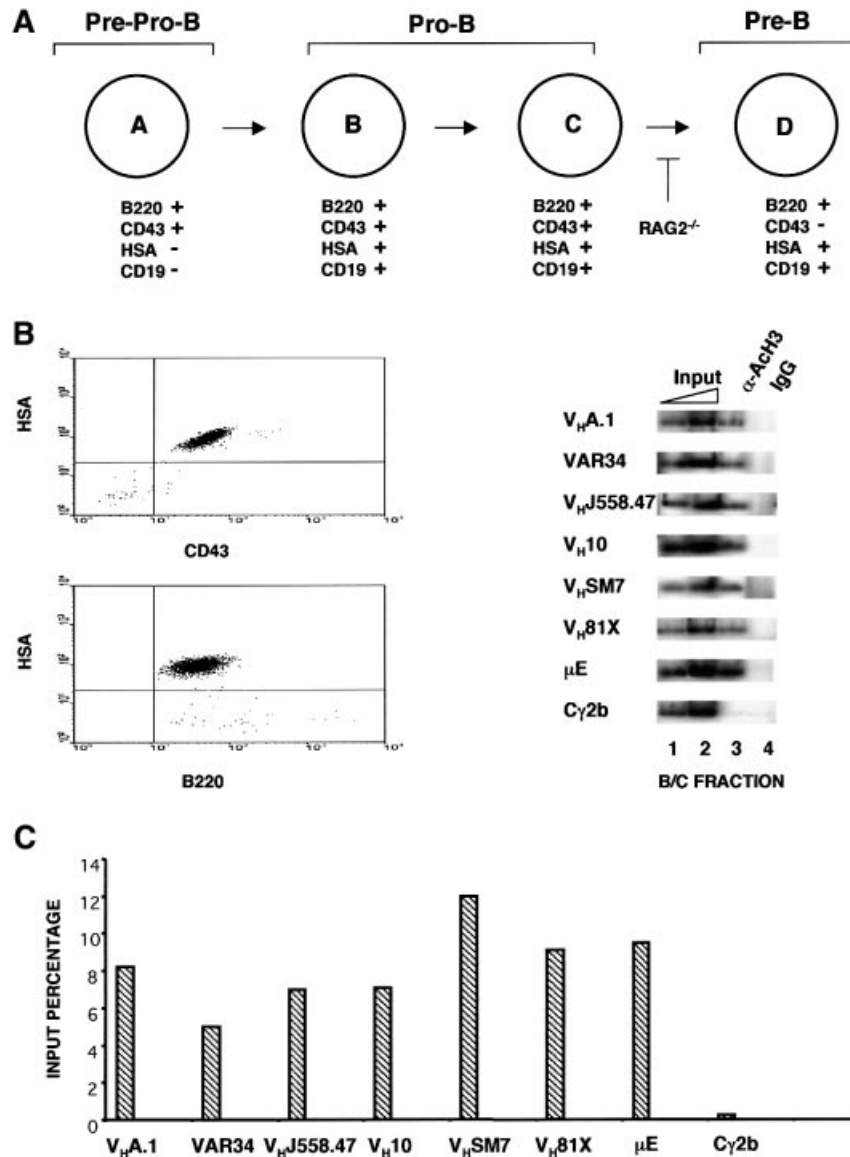 A
Pre-Pro-B Pro-B Pre-B
A B C D
B220 + B220 + B220 + B220 +
CD43 + CD43 + CD43 + CD43 -
HSA - HSA + HSA + HSA +
CD19 - CD19 + CD19 + CD19 +
RAG2-/-
B
HSA
CD43
HSA
B220
Input α-AcH3 IgG
VHA.1
VAR34
VHJ558.47
VH10
VHSM7
VH81X
μE
Cγ2b
1 2 3 4
B/C FRACTION
C
INPUT PERCENTAGE
14
12
10
8
6
4
2
0
VHA.1 VAR34 VHJ558.47 VH10 VHSM7 VH81X μE Cγ2b